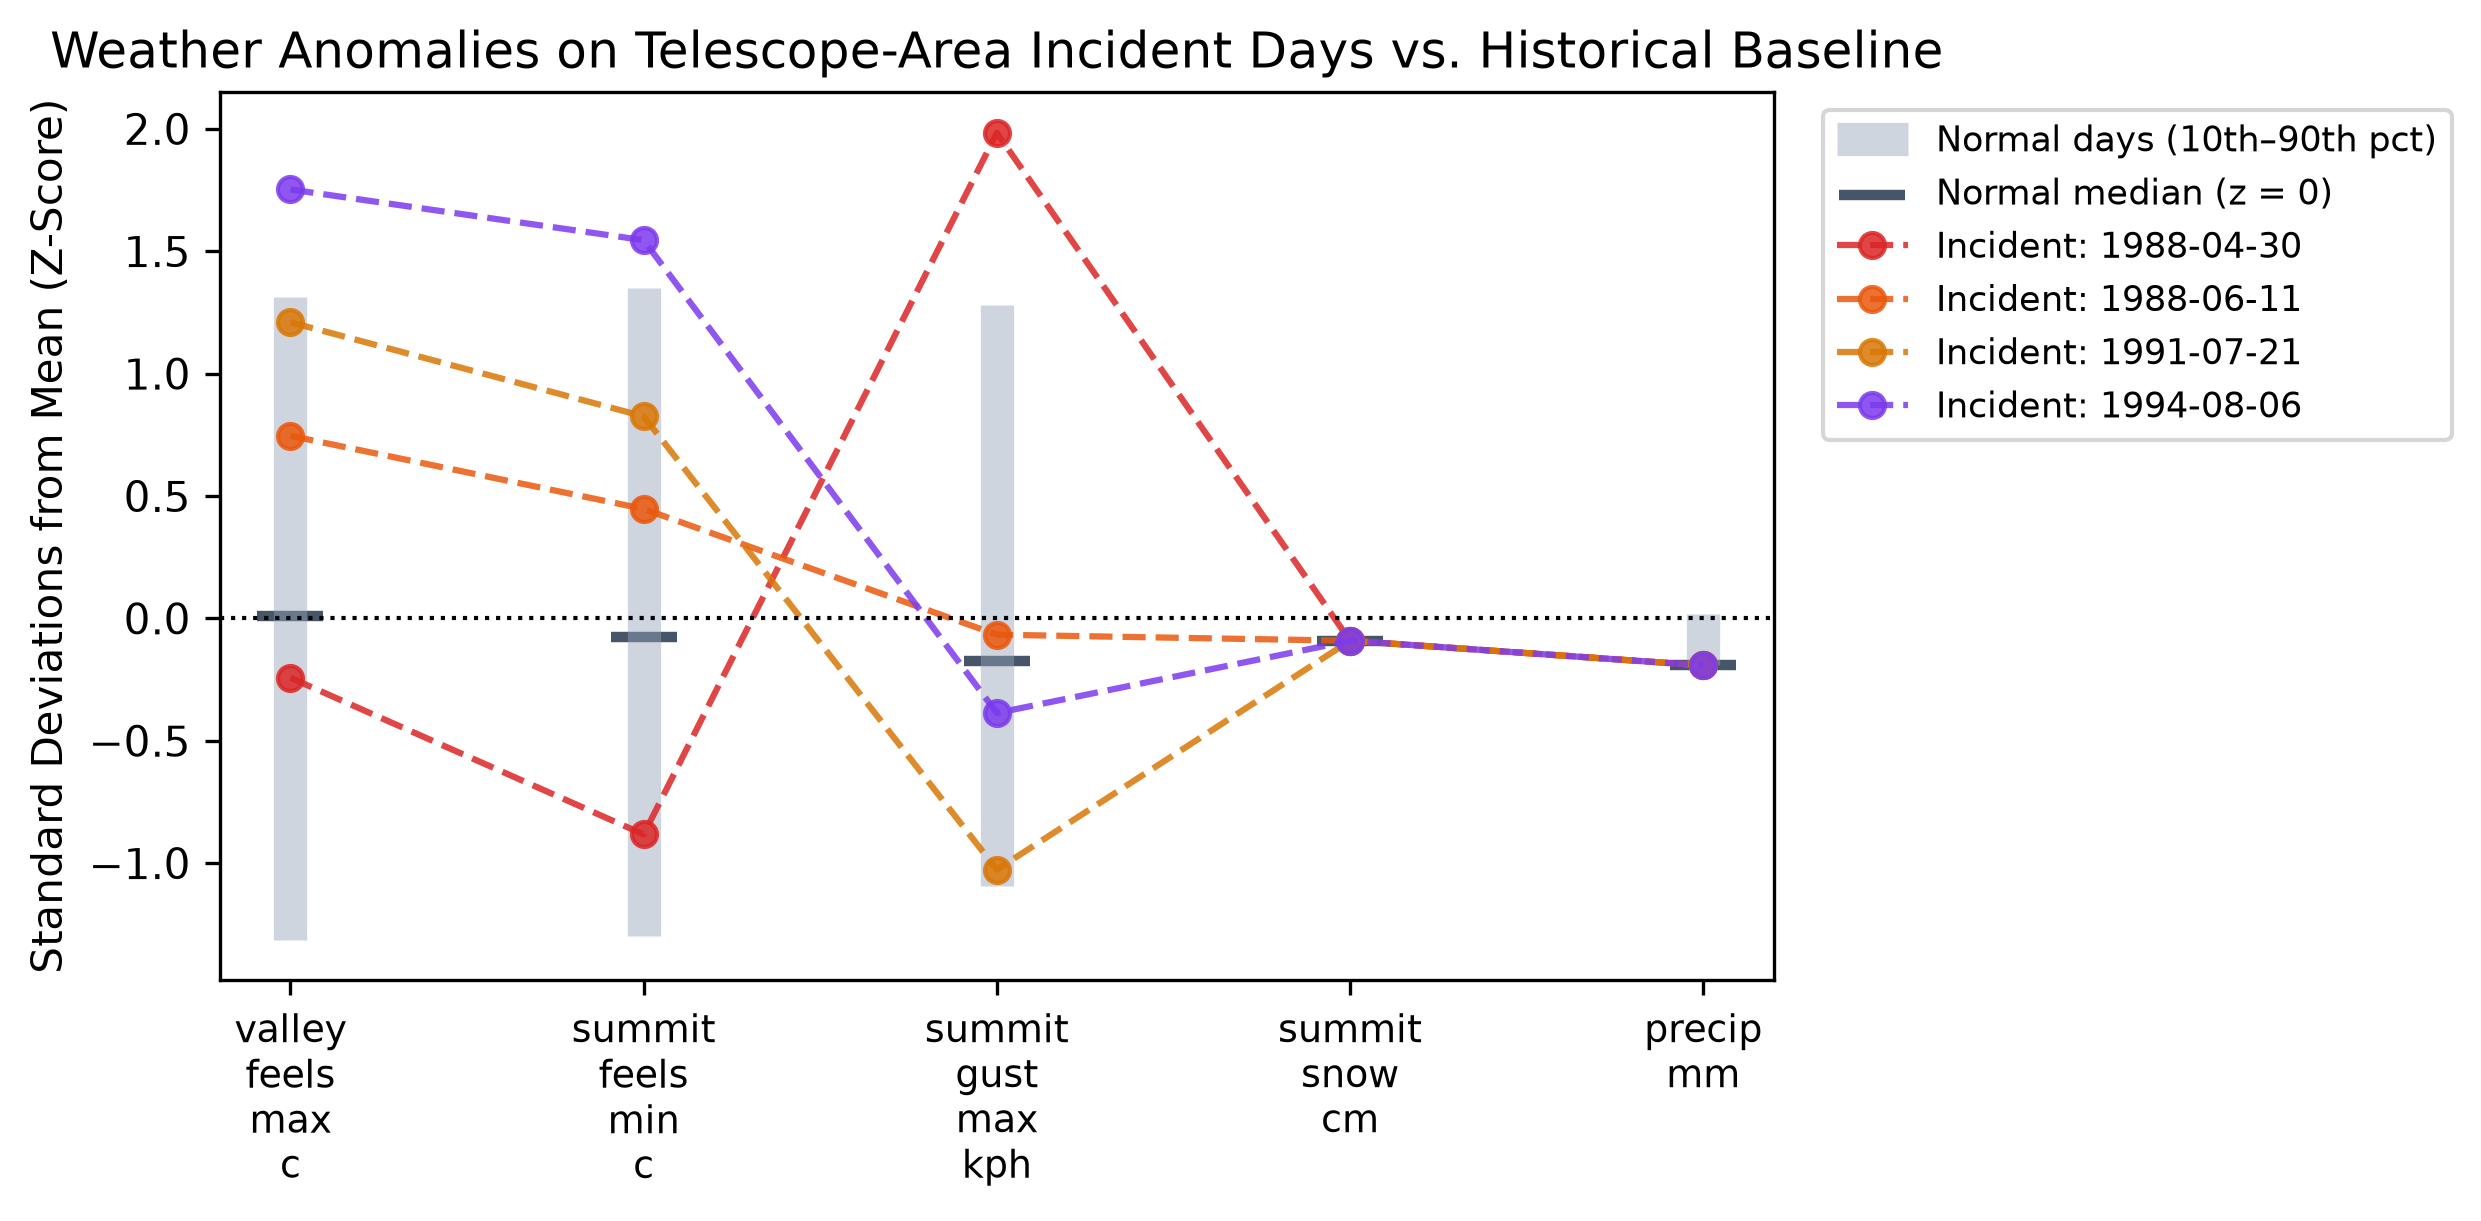 Weather Anomalies on Telescope-Area Incident Days vs. Historical Baseline
Standard Deviations from Mean (Z-Score)
2.0
1.5
1.0
0.5
0.0
−0.5
−1.0
valley
feels
max
c
summit
feels
min
c
summit
gust
max
kph
summit
snow
cm
precip
mm
Normal days (10th–90th pct)
Normal median (z = 0)
Incident: 1988-04-30
Incident: 1988-06-11
Incident: 1991-07-21
Incident: 1994-08-06